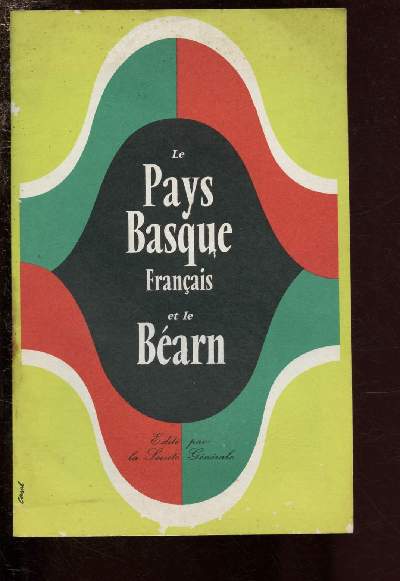 Le
Pays
Basque
Français
et le
Béarn
Edité par
la Société Générale